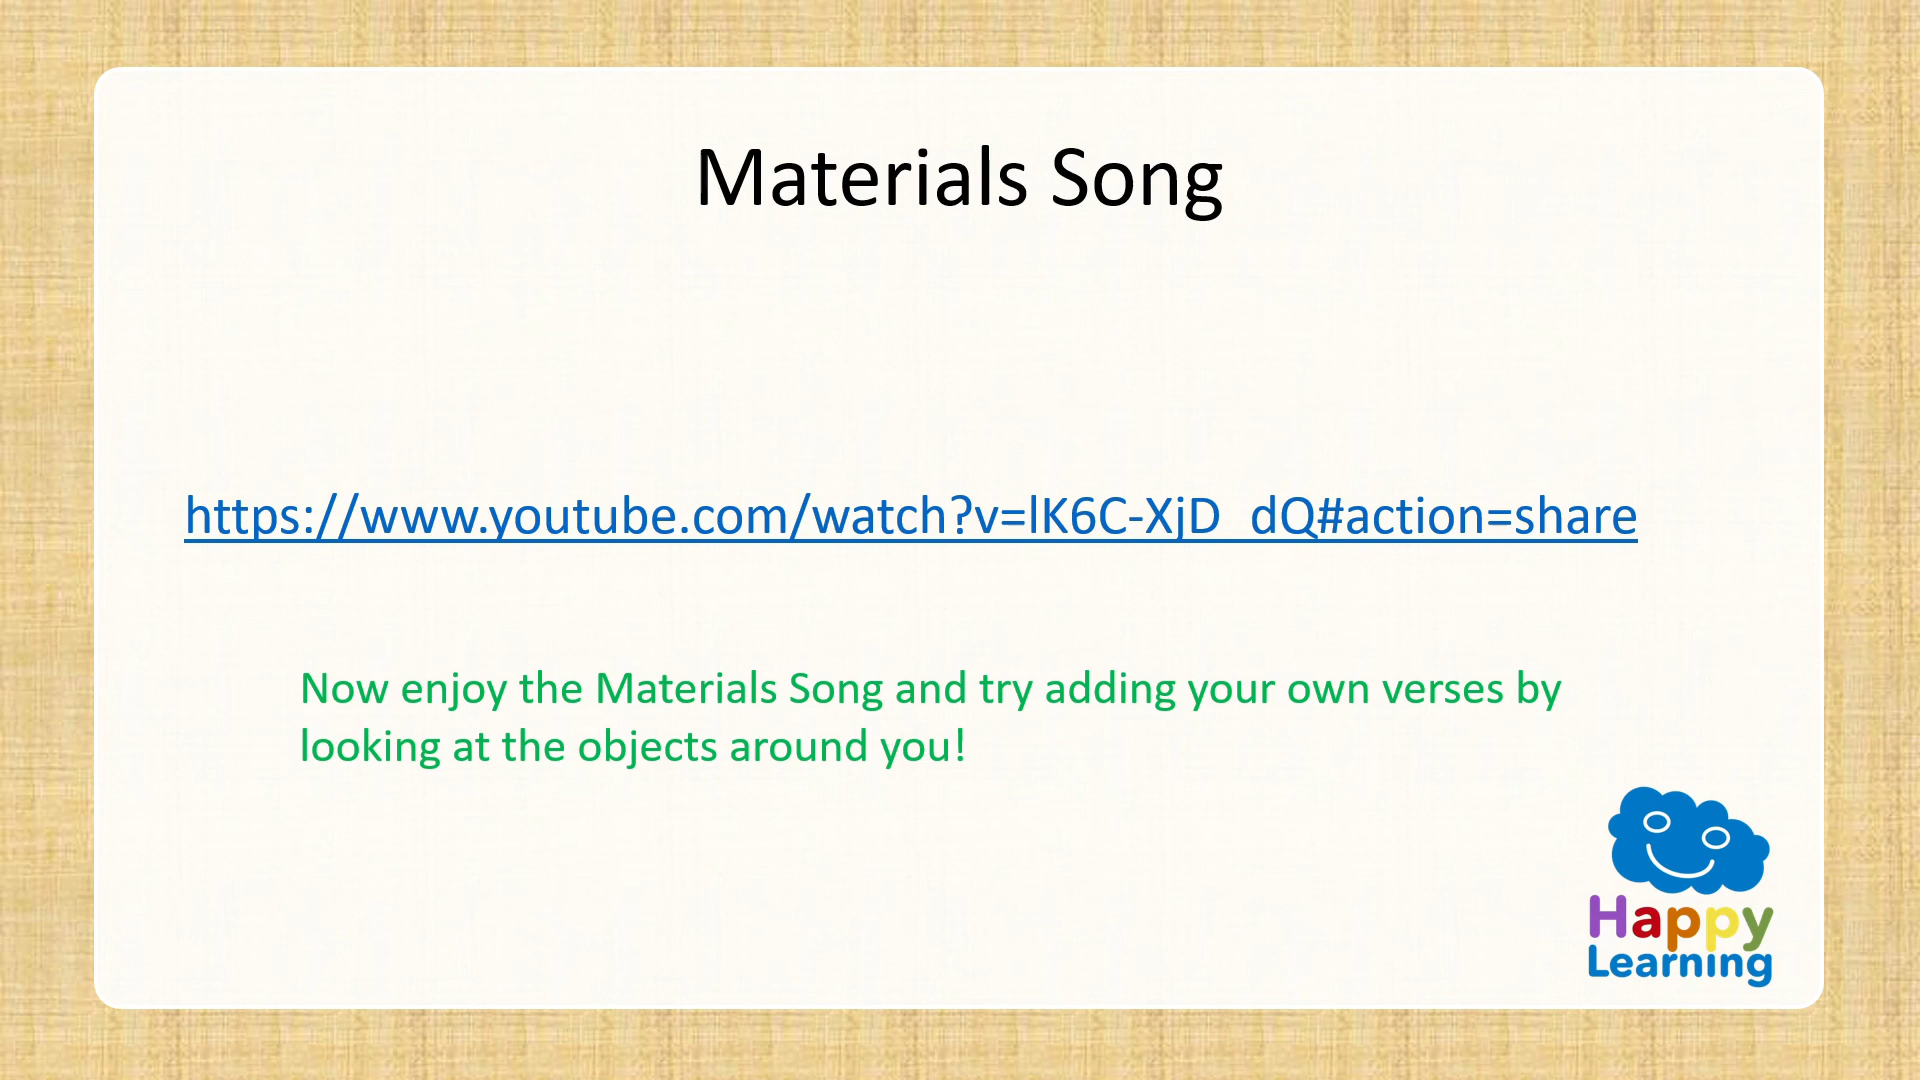 Materials Song
https://www.youtube.com/watch?v=lK6C-XjD_dQ#action=share
Now enjoy the Materials Song and try adding your own verses by
looking at the objects around you!
Happy
Learning